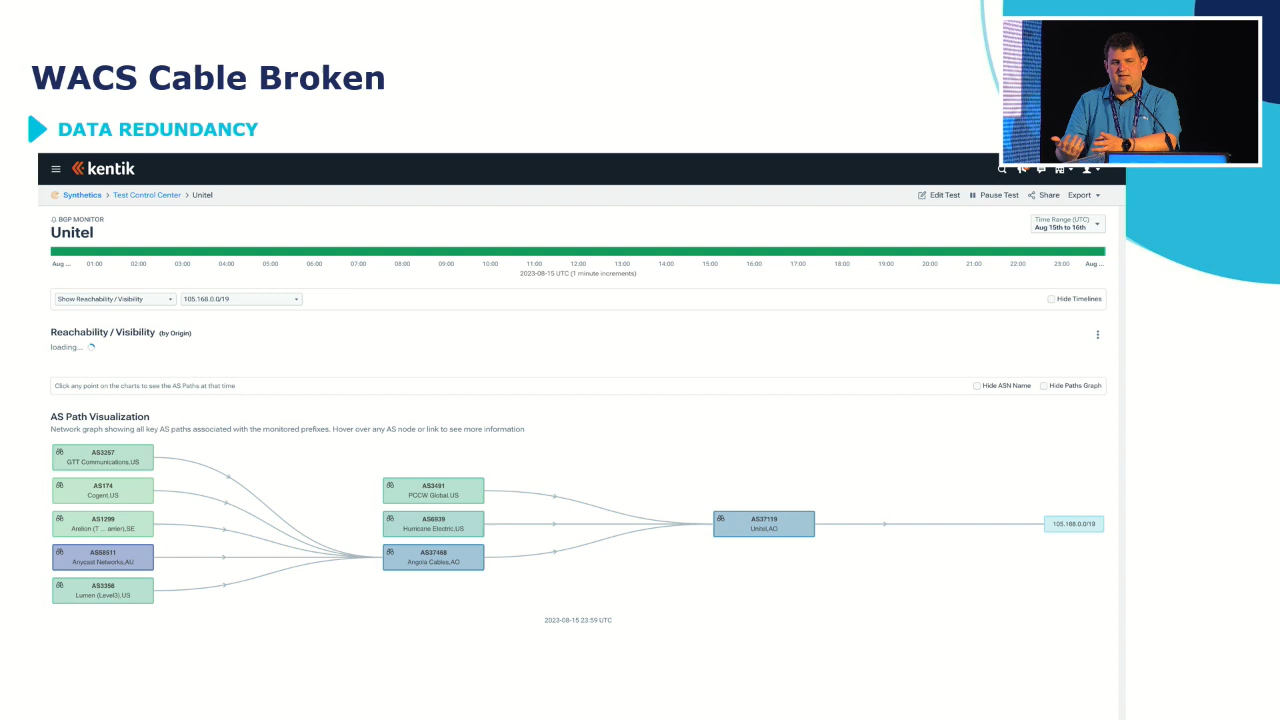 WACS Cable Broken
DATA REDUNDANCY
kentik
Synthetics > Test Control Center > Unitel
Edit Test
Pause Test
Share
Export
BGP MONITOR
Unitel
Time Range (UTC)
Aug 15th to 16th
Aug ... 01:00 02:00 03:00 04:00 05:00 06:00 07:00 08:00 09:00 10:00 11:00 12:00 13:00 14:00 15:00 16:00 17:00 18:00 19:00 20:00 21:00 22:00 23:00 Aug ...
2023-08-15 UTC (1 minute increments)
Show Reachability / Visibility
105.168.0.0/19
Hide Timelines
Reachability / Visibility (by Origin)
loading...
Click any point on the charts to see the AS Paths at that time
Hide ASN Name
Hide Paths Graph
AS Path Visualization
Network graph showing all key AS paths associated with the monitored prefixes. Hover over any AS node or link to see more information
AS3257
GTT Communications,US
AS174
Cogent,US
AS1299
Arelion (T ... arrier),SE
AS58511
Anycast Networks,AU
AS3356
Lumen (Level3),US
AS3491
PCCW Global,US
AS6939
Hurricane Electric,US
AS37468
Angola Cables,AO
AS37119
Unitel,AO
105.168.0.0/19
2023-08-15 23:59 UTC